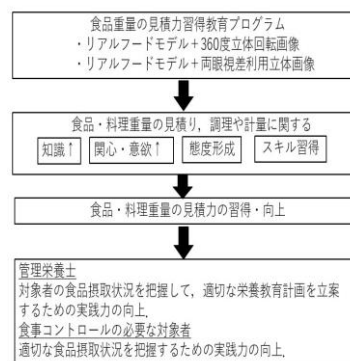 食品重量の見積力習得教育プログラム
・リアルフードモデル+360度立体回転画像
・リアルフードモデル+両眼視差利用立体画像
食品・料理重量の見積り，調理や計量に関する
知識↑ 関心・意欲↑ 態度形成 スキル習得
食品・料理重量の見積力の習得・向上
管理栄養士
対象者の食品摂取状況を把握して，適切な栄養教育計画を立案
するための実践力の向上．
食事コントロールの必要な対象者
適切な食品摂取状況を把握するための実践力の向上．